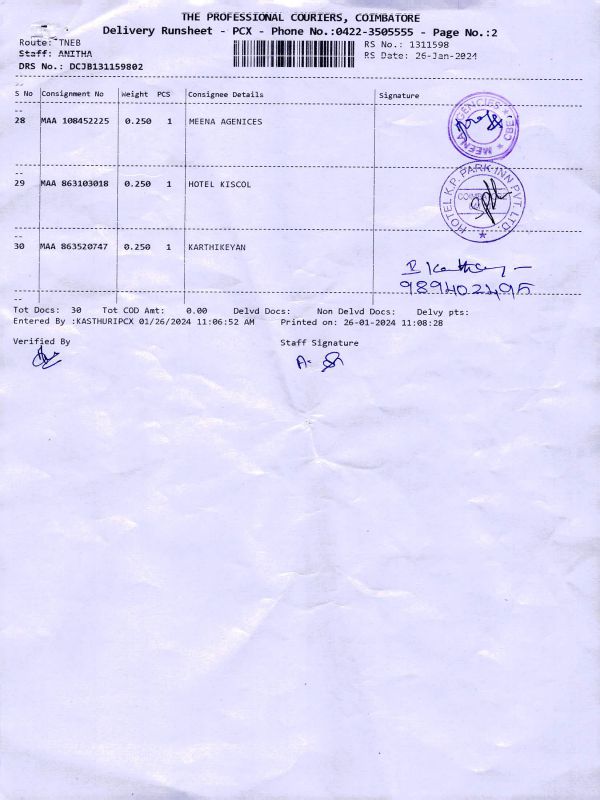 THE PROFESSIONAL COURIERS, COIMBATORE
Delivery Runsheet - PCX - Phone No.:0422-3505555 - Page No.:2
Route: TNEB
RS No.: 1311598
Staff: ANITHA
RS Date: 26-Jan-2024
DRS No.: DCJB131159802
S No Consignment No Weight PCS Consignee Details Signature
28 MAA 108452225 0.250 1 MEENA AGENICES
MEENA AGENCIES ★ CBE ★
29 MAA 863103018 0.250 1 HOTEL KISCOL
HOTEL K.P. PARK INN PVT. LTD. ★
30 MAA 863520747 0.250 1 KARTHIKEYAN
9894021495
Tot Docs: 30 Tot COD Amt: 0.00 Delvd Docs: Non Delvd Docs: Delvy pts:
Entered By :KASTHURIPCX 01/26/2024 11:06:52 AM Printed on: 26-01-2024 11:08:28
Verified By Staff Signature